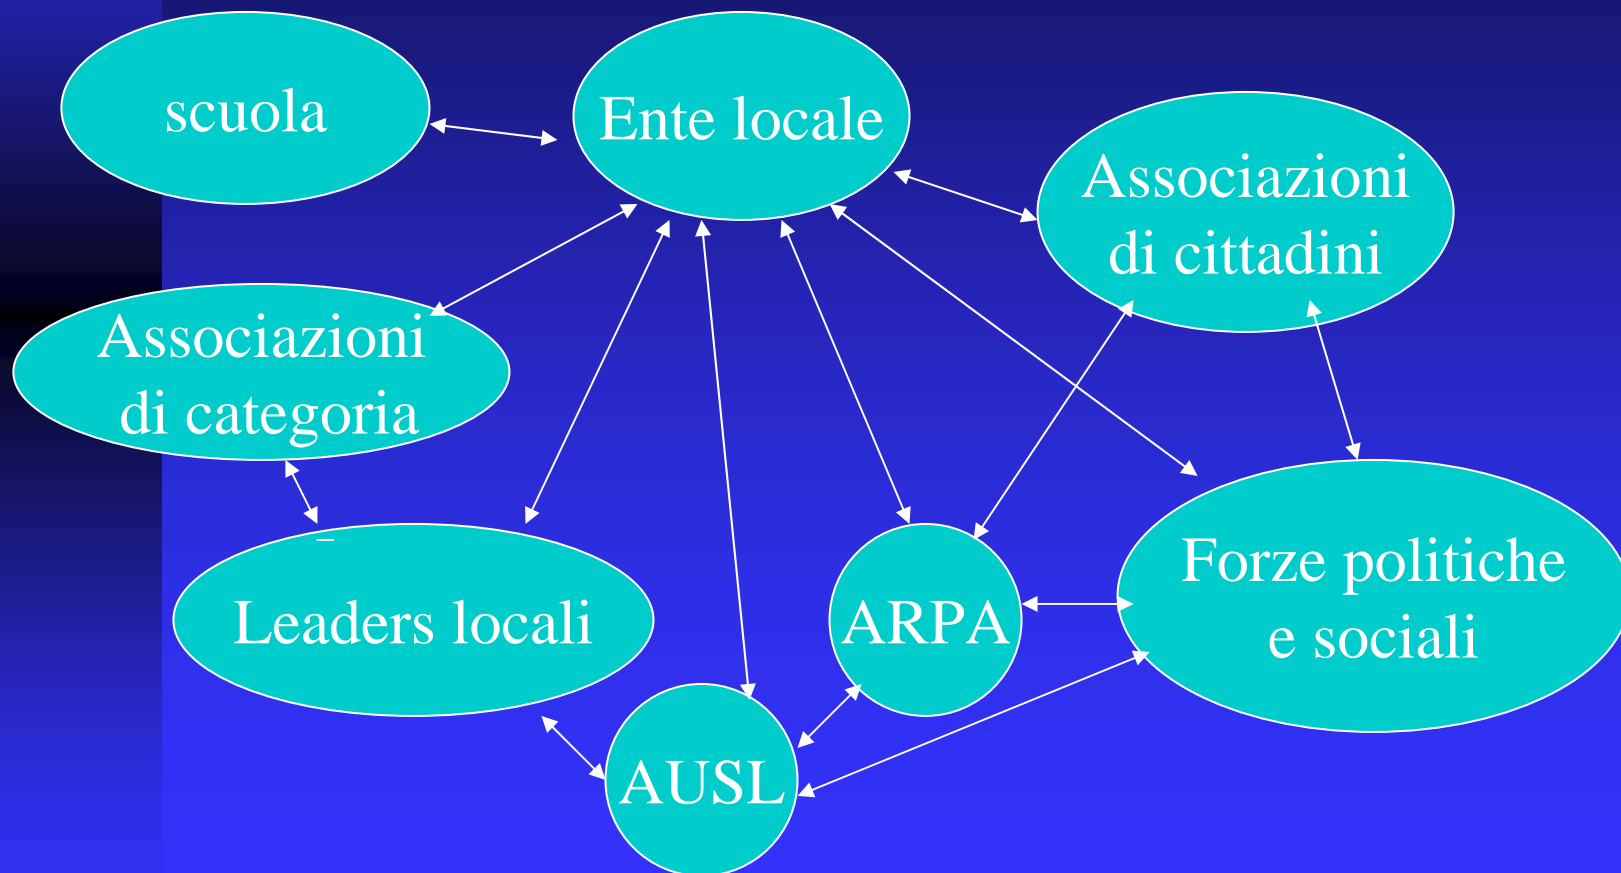 scuola
Ente locale
Associazioni
di cittadini
Associazioni
di categoria
Forze politiche
e sociali
Leaders locali
ARPA
AUSL